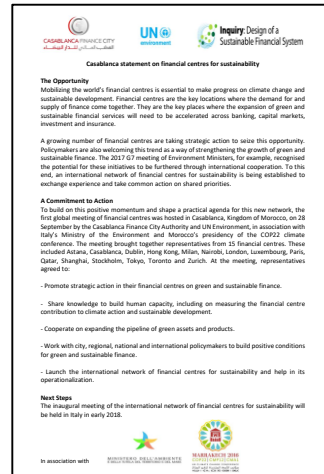 CASABLANCA FINANCE CITY
UN
environment
Inquiry: Design of a
Sustainable Financial System
Casablanca statement on financial centres for sustainability
The Opportunity
Mobilizing the world's financial centres is essential to make progress on climate change and
sustainable development. Financial centres are the key locations where the demand for and
supply of finance come together. They are the key places where the expansion of green and
sustainable financial services will need to be accelerated across banking, capital markets,
investment and insurance.
A growing number of financial centres are taking strategic action to seize this opportunity.
Policymakers are also welcoming this trend as a way of strengthening the growth of green and
sustainable finance. The 2017 G7 meeting of Environment Ministers, for example, recognised
the potential for these initiatives to be furthered through international cooperation. To this
end, an international network of financial centres for sustainability is being established to
exchange experience and take common action on shared priorities.
A Commitment to Action
To build on this positive momentum and shape a practical agenda for this new network, the
first global meeting of financial centres was hosted in Casablanca, Kingdom of Morocco, on 28
September by the Casablanca Finance City Authority and UN Environment, in association with
Italy's Ministry of the Environment and Morocco's presidency of the COP22 climate
conference. The meeting brought together representatives from 15 financial centres. These
included Astana, Casablanca, Dublin, Hong Kong, Milan, Nairobi, London, Luxembourg, Paris,
Qatar, Shanghai, Stockholm, Tokyo, Toronto and Zurich. At the meeting, representatives
agreed to:
- Promote strategic action in their financial centres on green and sustainable finance.
- Share knowledge to build human capacity, including on measuring the financial centre
contribution to climate action and sustainable development.
- Cooperate on expanding the pipeline of green assets and products.
- Work with city, regional, national and international policymakers to build positive conditions
for green and sustainable finance.
- Launch the international network of financial centres for sustainability and help in its
operationalization.
Next Steps
The inaugural meeting of the international network of financial centres for sustainability will
be held in Italy in early 2018.
In association with
MINISTERO DELL'AMBIENTE
MARRAKECH 2016